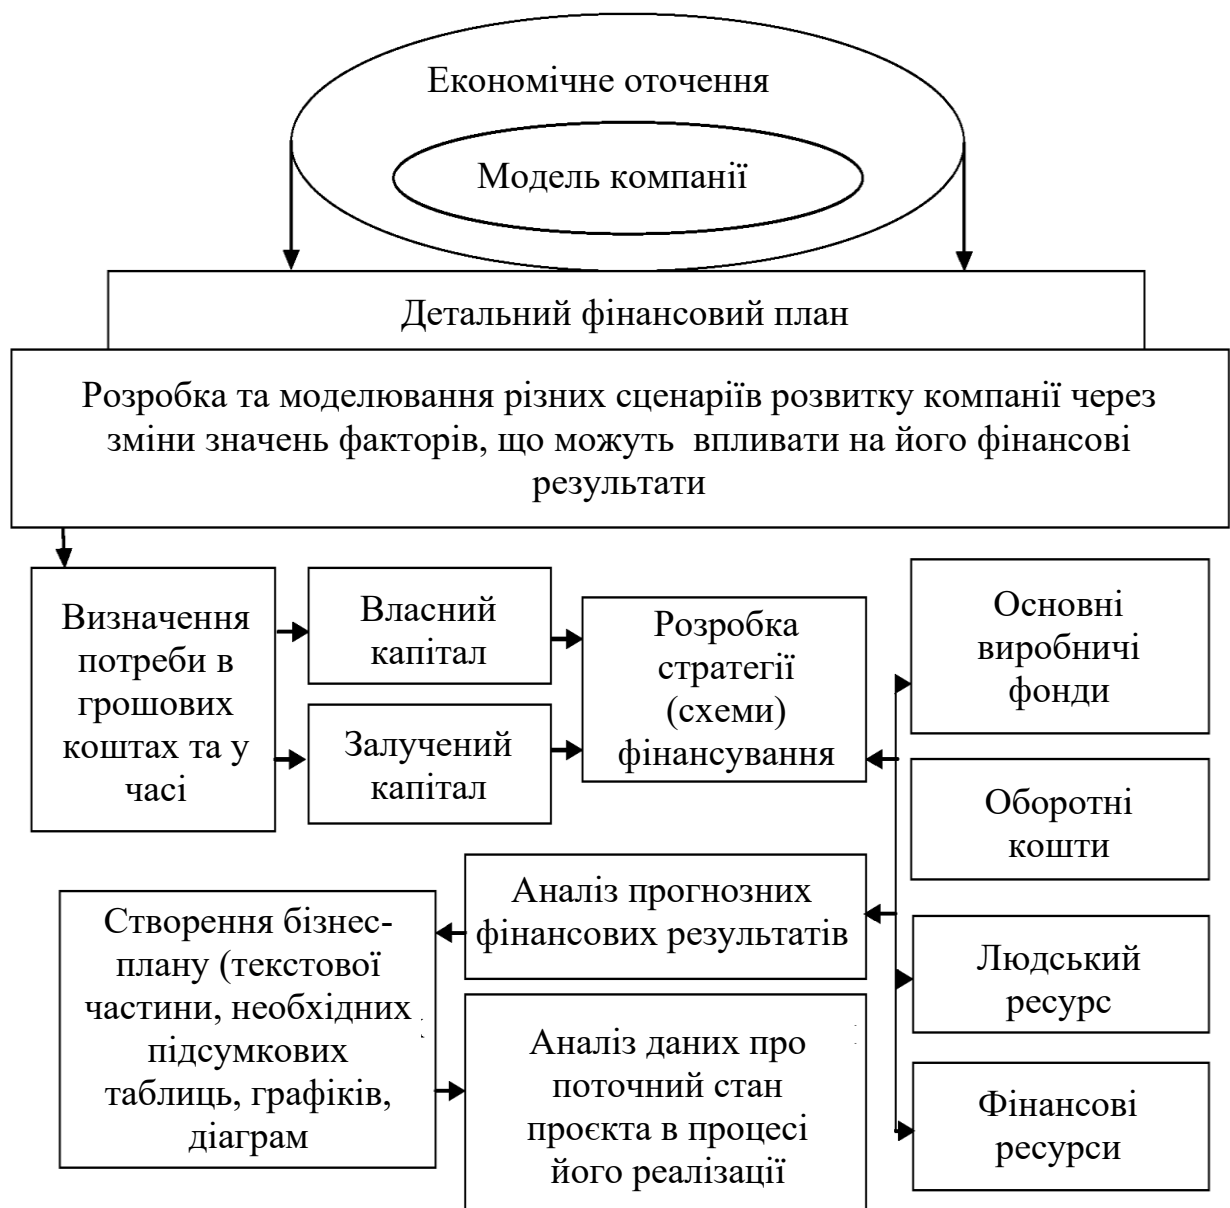 Економічне оточення
Модель компанії
Детальний фінансовий план
Розробка та моделювання різних сценаріїв розвитку компанії через
зміни значень факторів, що можуть впливати на його фінансові
результати
Визначення
потреби в
грошових
коштах та у
часі
Власний
капітал
Залучений
капітал
Розробка
стратегії
(схеми)
фінансування
Основні
виробничі
фонди
Оборотні
кошти
Людський
ресурс
Фінансові
ресурси
Аналіз прогнозних
фінансових результатів
Створення бізнес-
плану (текстової
частини, необхідних
підсумкових
таблиць, графіків,
діаграм
Аналіз даних про
поточний стан
проєкта в процесі
його реалізації